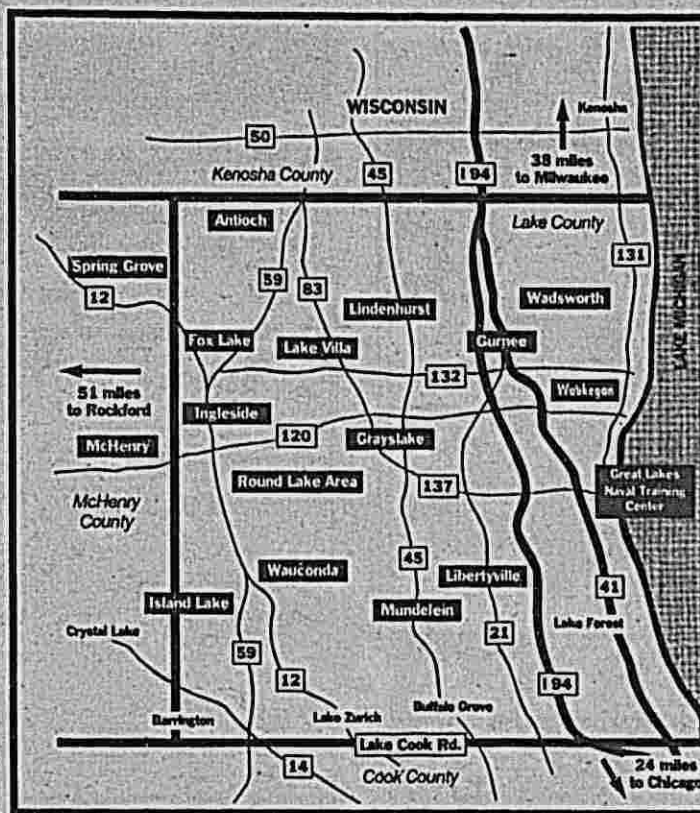 WISCONSIN
Kenosha
50
38 miles
to Milwaukee
Kenosha County
45
I 94
Antioch
Lake County
131
Spring Grove
12
59
83
Wadsworth
Lindenhurst
LAKE MICHIGAN
Fox Lake
Lake Villa
Gurnee
51 miles
to Rockford
132
Waukegan
Ingleside
120
Grayslake
McHenry
Round Lake Area
137
Great Lakes
Naval Training
Center
McHenry
County
45
Wauconda
Libertyville
41
Island Lake
Mundelein
Crystal Lake
59
21
Lake Forest
12
I 94
Barrington
Lake Zurich
Buffalo Grove
Lake Cook Rd.
14
Cook County
24 miles
to Chicago